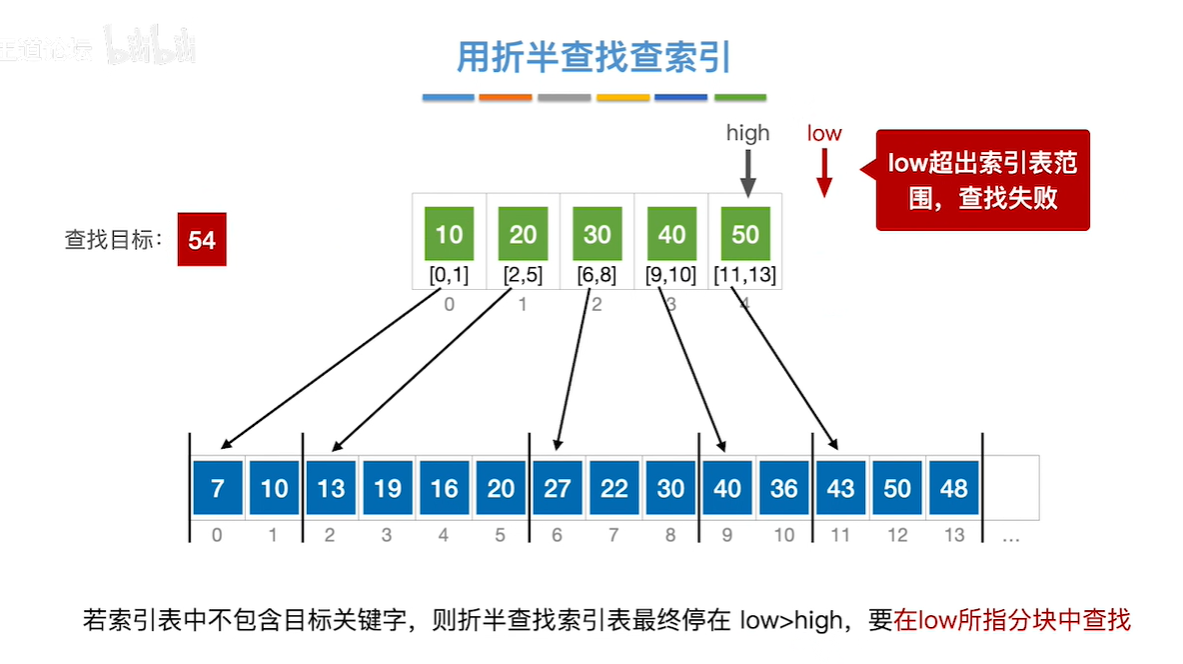 王道论坛 bilibili
用折半查找查索引
high low
low超出索引表范
围，查找失败
查找目标： 54
10 20 30 40 50
[0,1] [2,5] [6,8] [9,10] [11,13]
0 1 2 3 4
7 10 13 19 16 20 27 22 30 40 36 43 50 48
0 1 2 3 4 5 6 7 8 9 10 11 12 13 ...
若索引表中不包含目标关键字，则折半查找索引表最终停在 low>high，要在low所指分块中查找